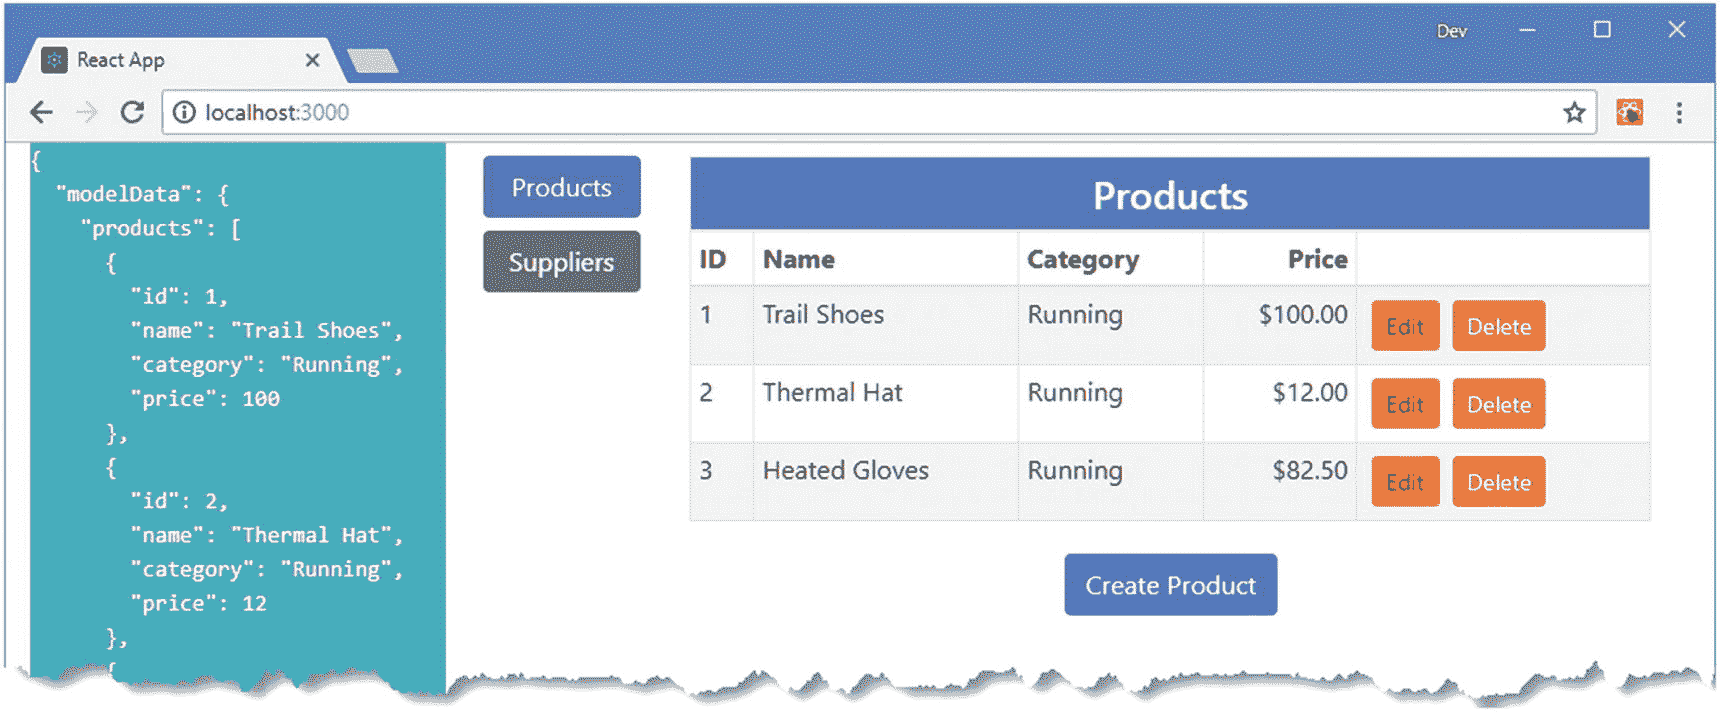 Dev
React App
localhost:3000
{
"modelData": {
"products": [
{
"id": 1,
"name": "Trail Shoes",
"category": "Running",
"price": 100
},
{
"id": 2,
"name": "Thermal Hat",
"category": "Running",
"price": 12
},
{
Products
Suppliers
Products
ID Name Category Price
1 Trail Shoes Running $100.00 Edit Delete
2 Thermal Hat Running $12.00 Edit Delete
3 Heated Gloves Running $82.50 Edit Delete
Create Product